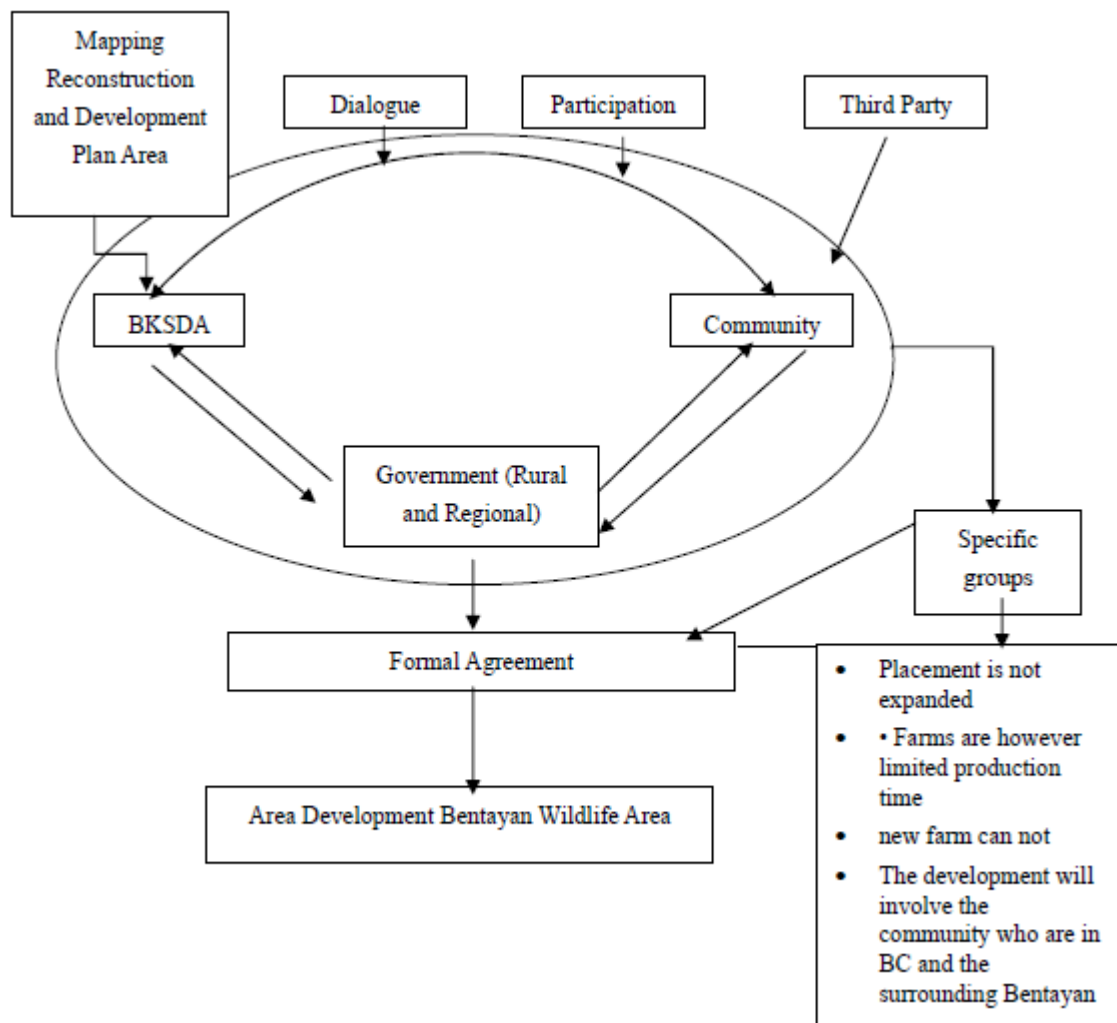 Mapping
Reconstruction
and Development
Plan Area
Dialogue
Participation
Third Party
BKSDA
Community
Government (Rural
and Regional)
Specific
groups
Formal Agreement
Area Development Bentayan Wildlife Area
• Placement is not
expanded
• • Farms are however
limited production
time
• new farm can not
• The development will
involve the
community who are in
BC and the
surrounding Bentayan